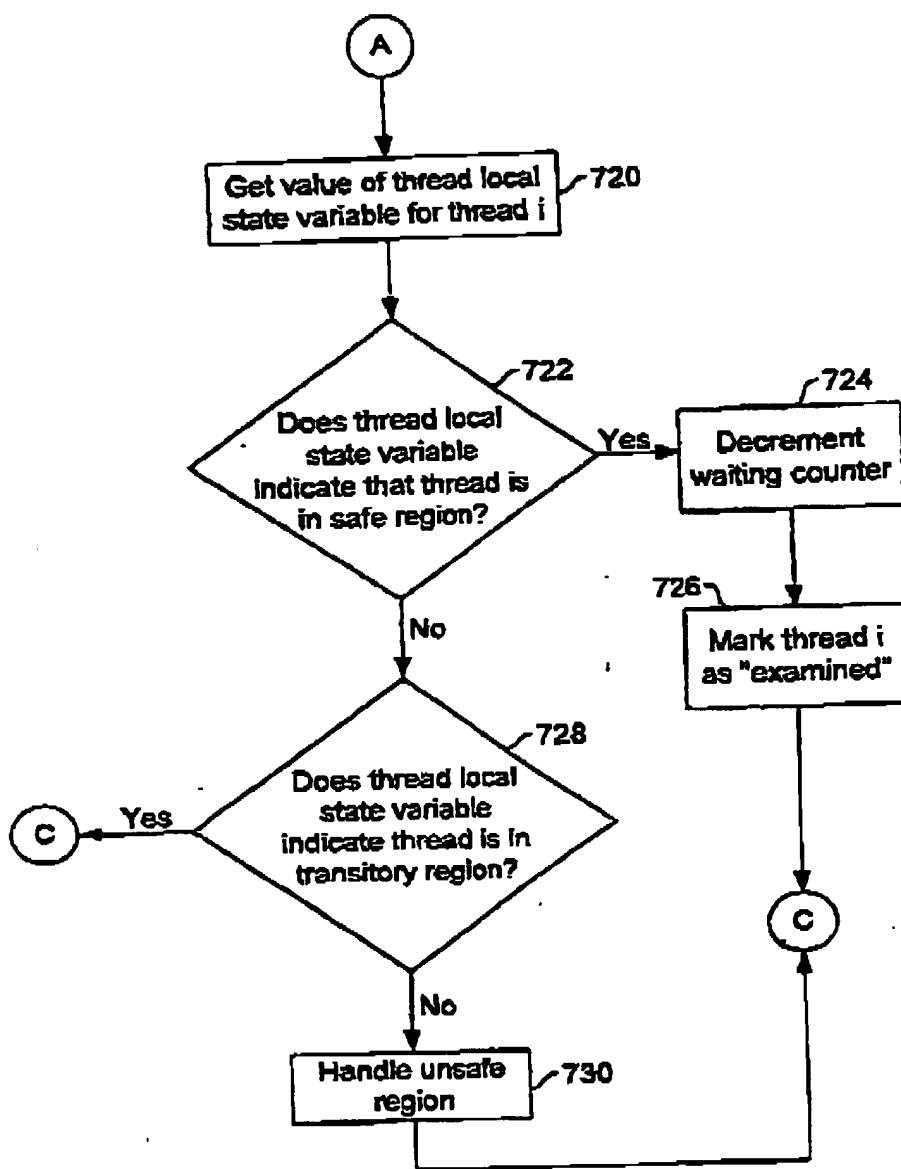 A
Get value of thread local
state variable for thread i
720
722
Does thread local
state variable
indicate that thread is
in safe region?
Yes
724
Decrement
waiting counter
No
726
Mark thread i
as "examined"
728
Does thread local
state variable
indicate thread is in
transitory region?
Yes
C
C
No
Handle unsafe
region
730